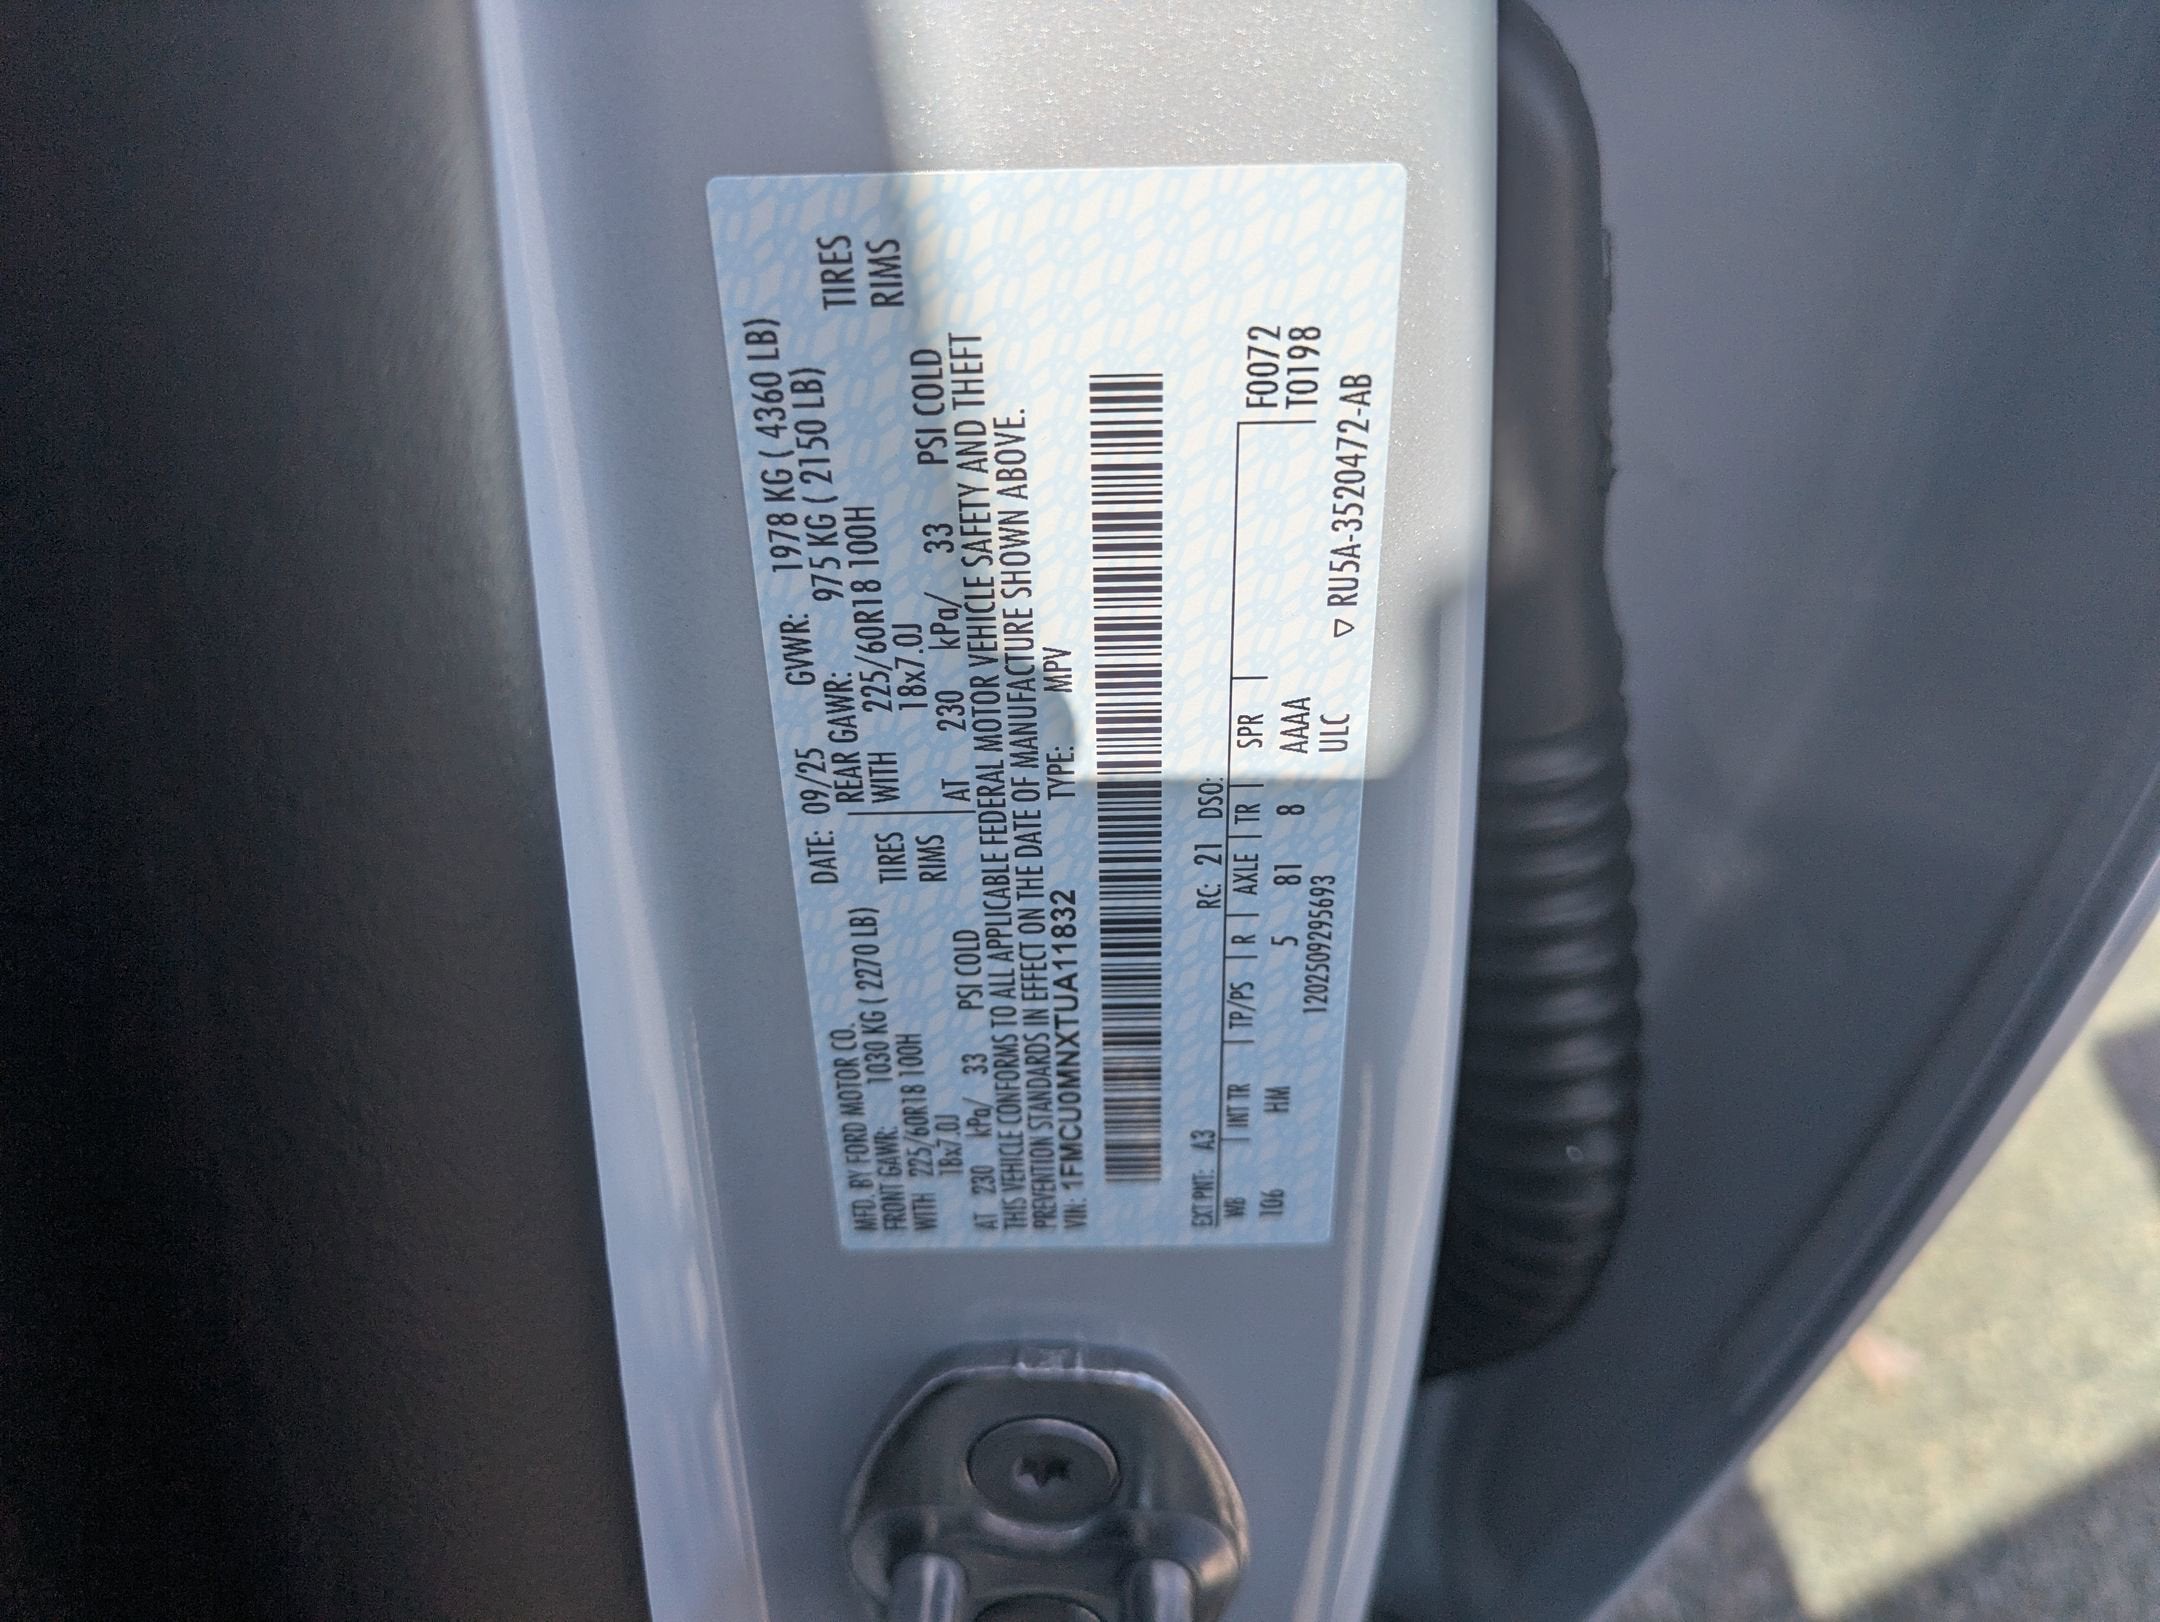 MFD. BY FORD MOTOR CO. DATE: 09/25 GVWR: 1978 KG ( 4360 LB)
FRONT GAWR: 1030 KG ( 2270 LB) REAR GAWR: 975 KG ( 2150 LB)
WITH 225/60R18 100H TIRES WITH 225/60R18 100H TIRES
18x7.0J RIMS 18x7.0J RIMS
AT 230 kPa/ 33 PSI COLD AT 230 kPa/ 33 PSI COLD
THIS VEHICLE CONFORMS TO ALL APPLICABLE FEDERAL MOTOR VEHICLE SAFETY AND THEFT
PREVENTION STANDARDS IN EFFECT ON THE DATE OF MANUFACTURE SHOWN ABOVE.
VIN: 1FMCU0MNXTUA11832 TYPE: MPV
EXT PNT: A3 RC: 21 DSO:
WB INT TR TP/PS R AXLE TR SPR F0072
106 HM 5 81 8 AAAA T0198
1202509295693 ULC ▽ RU5A-3520472-AB